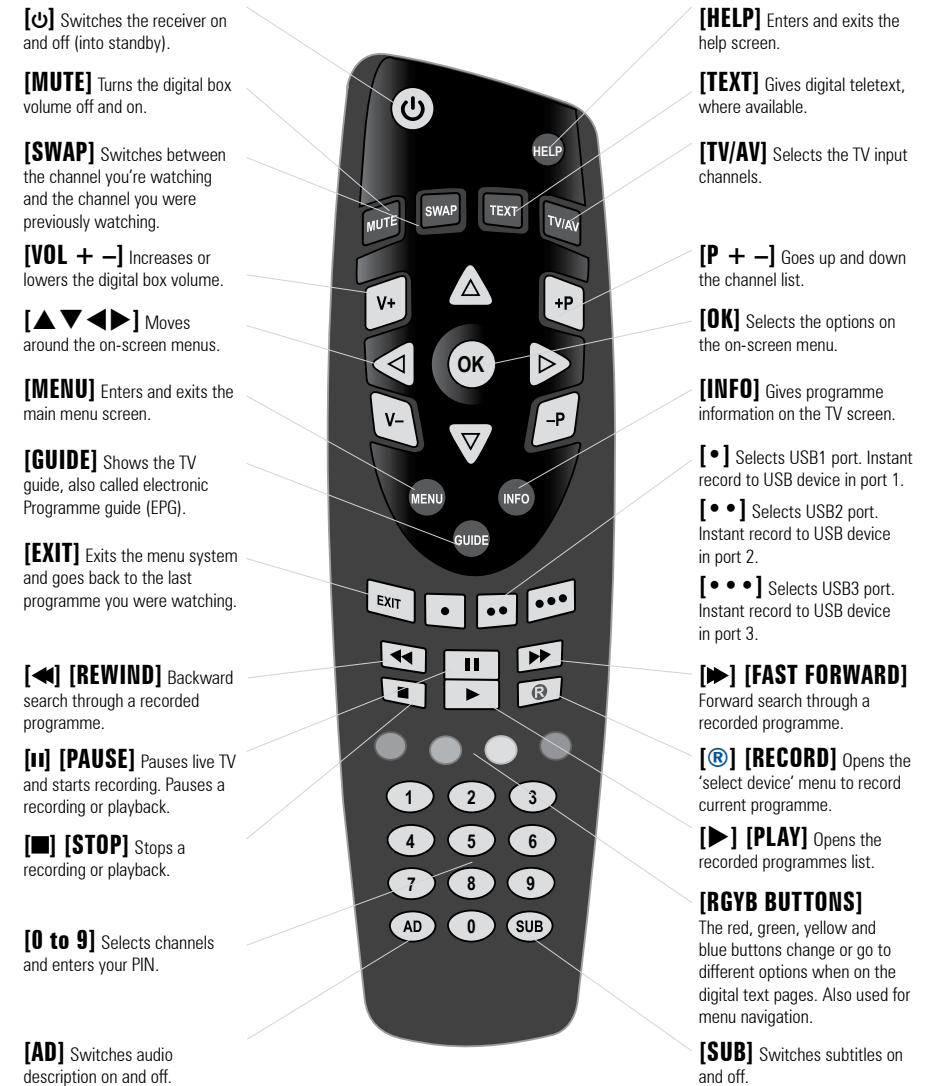 [⏻] Switches the receiver on
and off (into standby).
[MUTE] Turns the digital box
volume off and on.
[SWAP] Switches between
the channel you're watching
and the channel you were
previously watching.
[VOL + –] Increases or
lowers the digital box volume.
[▲▼◀▶] Moves
around the on-screen menus.
[MENU] Enters and exits the
main menu screen.
[GUIDE] Shows the TV
guide, also called electronic
Programme guide (EPG).
[EXIT] Exits the menu system
and goes back to the last
programme you were watching.
[◀◀] [REWIND] Backward
search through a recorded
programme.
[❚❚] [PAUSE] Pauses live TV
and starts recording. Pauses a
recording or playback.
[■] [STOP] Stops a
recording or playback.
[0 to 9] Selects channels
and enters your PIN.
[AD] Switches audio
description on and off.
HELP
MUTE
SWAP
TEXT
TV/AV
V+
+P
OK
V–
–P
MENU
INFO
GUIDE
EXIT
•
••
•••
®
1 2 3
4 5 6
7 8 9
AD 0 SUB
[HELP] Enters and exits the
help screen.
[TEXT] Gives digital teletext,
where available.
[TV/AV] Selects the TV input
channels.
[P + –] Goes up and down
the channel list.
[OK] Selects the options on
the on-screen menu.
[INFO] Gives programme
information on the TV screen.
[•] Selects USB1 port. Instant
record to USB device in port 1.
[• •] Selects USB2 port.
Instant record to USB device
in port 2.
[• • •] Selects USB3 port.
Instant record to USB device
in port 3.
[▶▶] [FAST FORWARD]
Forward search through a
recorded programme.
[®] [RECORD] Opens the
‘select device’ menu to record
current programme.
[▶] [PLAY] Opens the
recorded programmes list.
[RGYB BUTTONS]
The red, green, yellow and
blue buttons change or go to
different options when on the
digital text pages. Also used for
menu navigation.
[SUB] Switches subtitles on
and off.